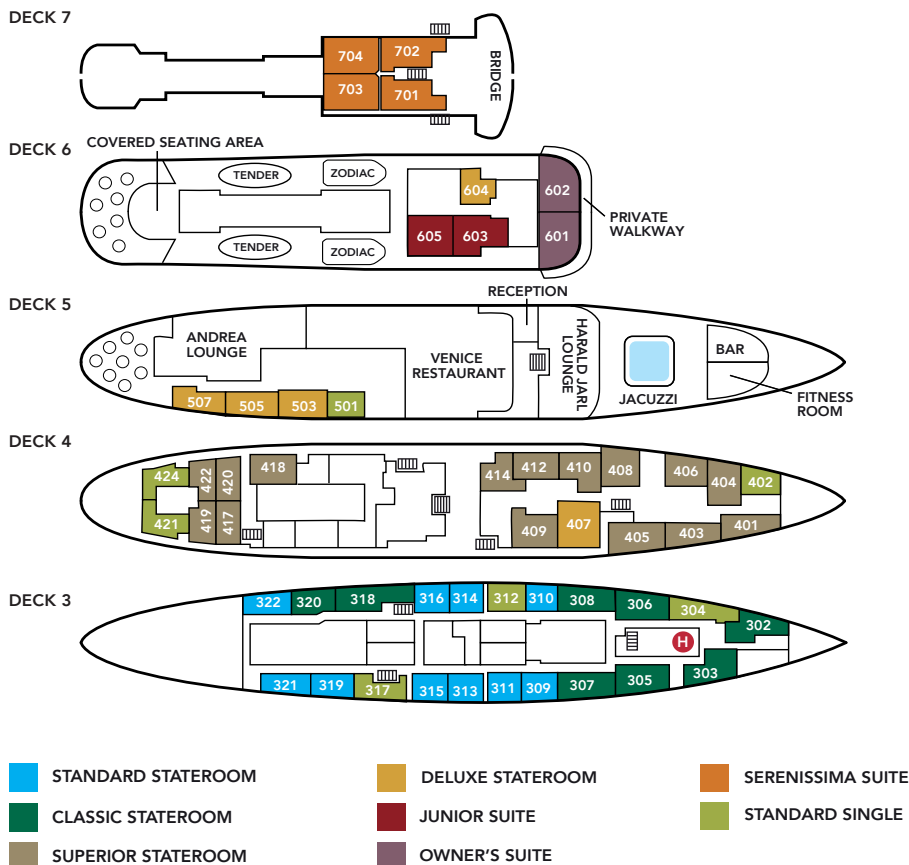 DECK 7
704
702
703
701
BRIDGE
DECK 6
COVERED SEATING AREA
TENDER
ZODIAC
604
602
605
603
601
TENDER
ZODIAC
PRIVATE
WALKWAY
DECK 5
RECEPTION
ANDREA
LOUNGE
VENICE
RESTAURANT
HARALD JARL
LOUNGE
JACUZZI
BAR
FITNESS
ROOM
507
505
503
501
DECK 4
424
422
420
418
414
412
410
408
406
404
402
421
419
417
409
407
405
403
401
DECK 3
322
320
318
316
314
312
310
308
306
304
302
H
321
319
317
315
313
311
309
307
305
303
STANDARD STATEROOM
CLASSIC STATEROOM
SUPERIOR STATEROOM
DELUXE STATEROOM
JUNIOR SUITE
OWNER'S SUITE
SERENISSIMA SUITE
STANDARD SINGLE